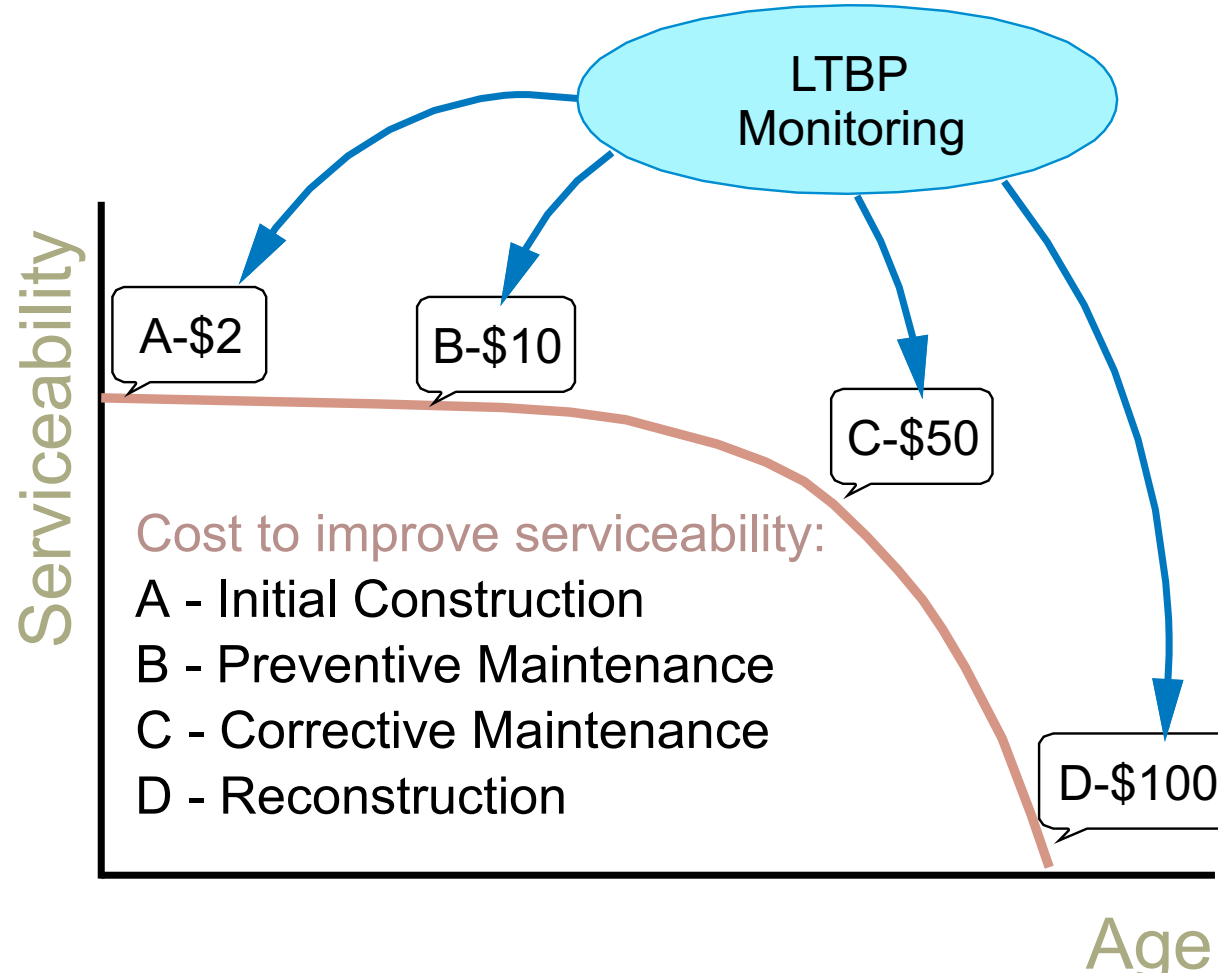 LTBP
Monitoring
Serviceability
A-$2
B-$10
C-$50
D-$100
Cost to improve serviceability:
A - Initial Construction
B - Preventive Maintenance
C - Corrective Maintenance
D - Reconstruction
Age